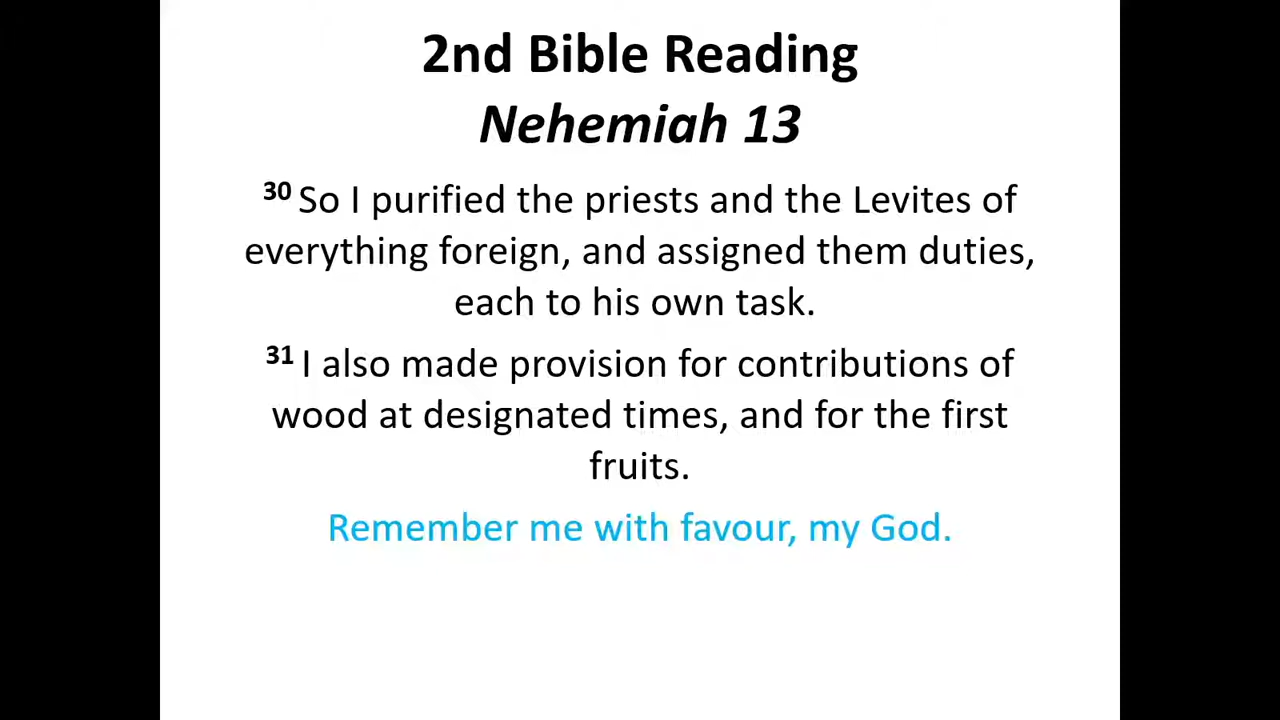 2nd Bible Reading
Nehemiah 13
30 So I purified the priests and the Levites of
everything foreign, and assigned them duties,
each to his own task.
31 I also made provision for contributions of
wood at designated times, and for the first
fruits.
Remember me with favour, my God.